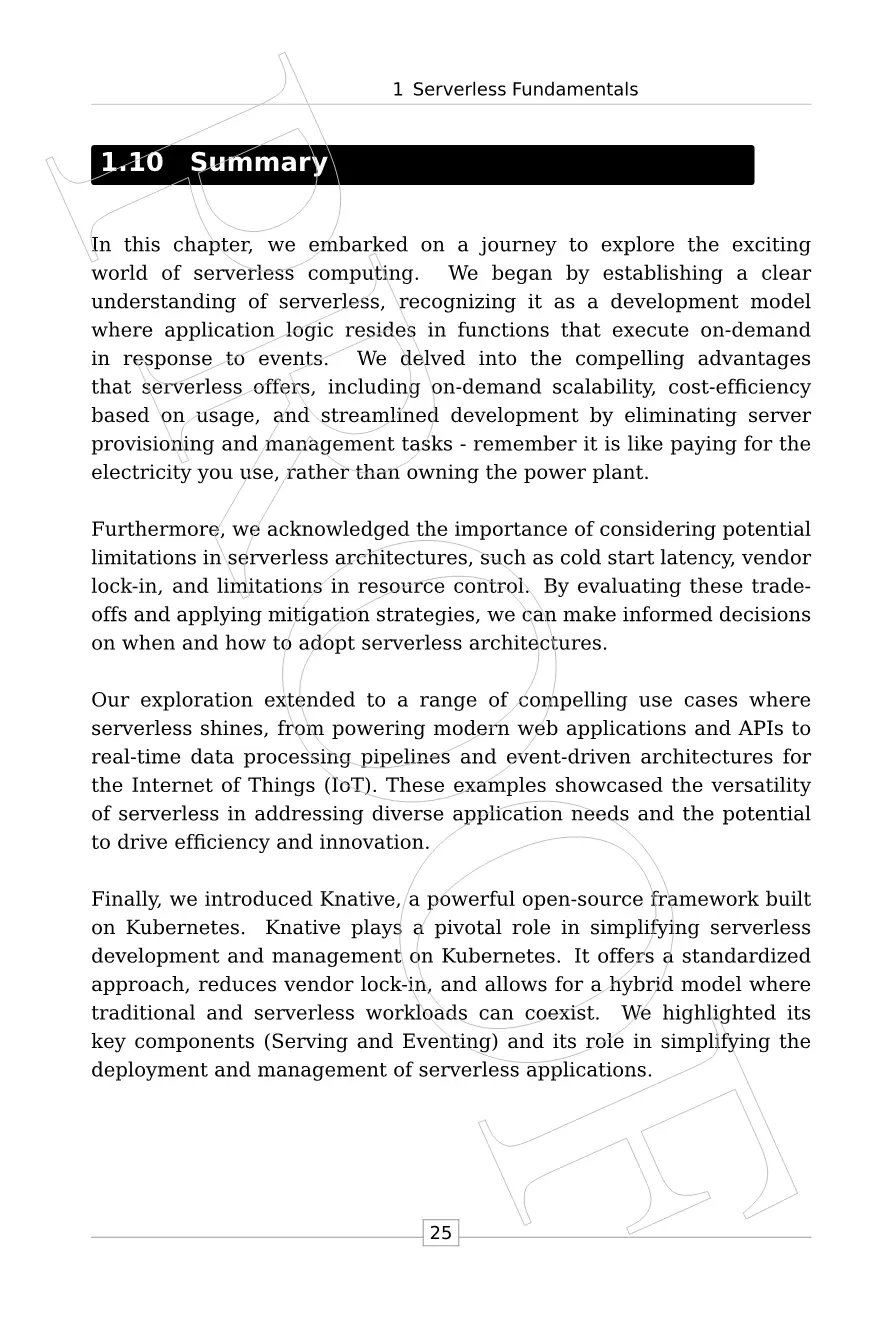 1 Serverless Fundamentals
1.10 Summary
In this chapter, we embarked on a journey to explore the exciting
world of serverless computing. We began by establishing a clear
understanding of serverless, recognizing it as a development model
where application logic resides in functions that execute on-demand
in response to events. We delved into the compelling advantages
that serverless offers, including on-demand scalability, cost-efficiency
based on usage, and streamlined development by eliminating server
provisioning and management tasks - remember it is like paying for the
electricity you use, rather than owning the power plant.
Furthermore, we acknowledged the importance of considering potential
limitations in serverless architectures, such as cold start latency, vendor
lock-in, and limitations in resource control. By evaluating these trade-
offs and applying mitigation strategies, we can make informed decisions
on when and how to adopt serverless architectures.
Our exploration extended to a range of compelling use cases where
serverless shines, from powering modern web applications and APIs to
real-time data processing pipelines and event-driven architectures for
the Internet of Things (IoT). These examples showcased the versatility
of serverless in addressing diverse application needs and the potential
to drive efficiency and innovation.
Finally, we introduced Knative, a powerful open-source framework built
on Kubernetes. Knative plays a pivotal role in simplifying serverless
development and management on Kubernetes. It offers a standardized
approach, reduces vendor lock-in, and allows for a hybrid model where
traditional and serverless workloads can coexist. We highlighted its
key components (Serving and Eventing) and its role in simplifying the
deployment and management of serverless applications.
25
PROOF